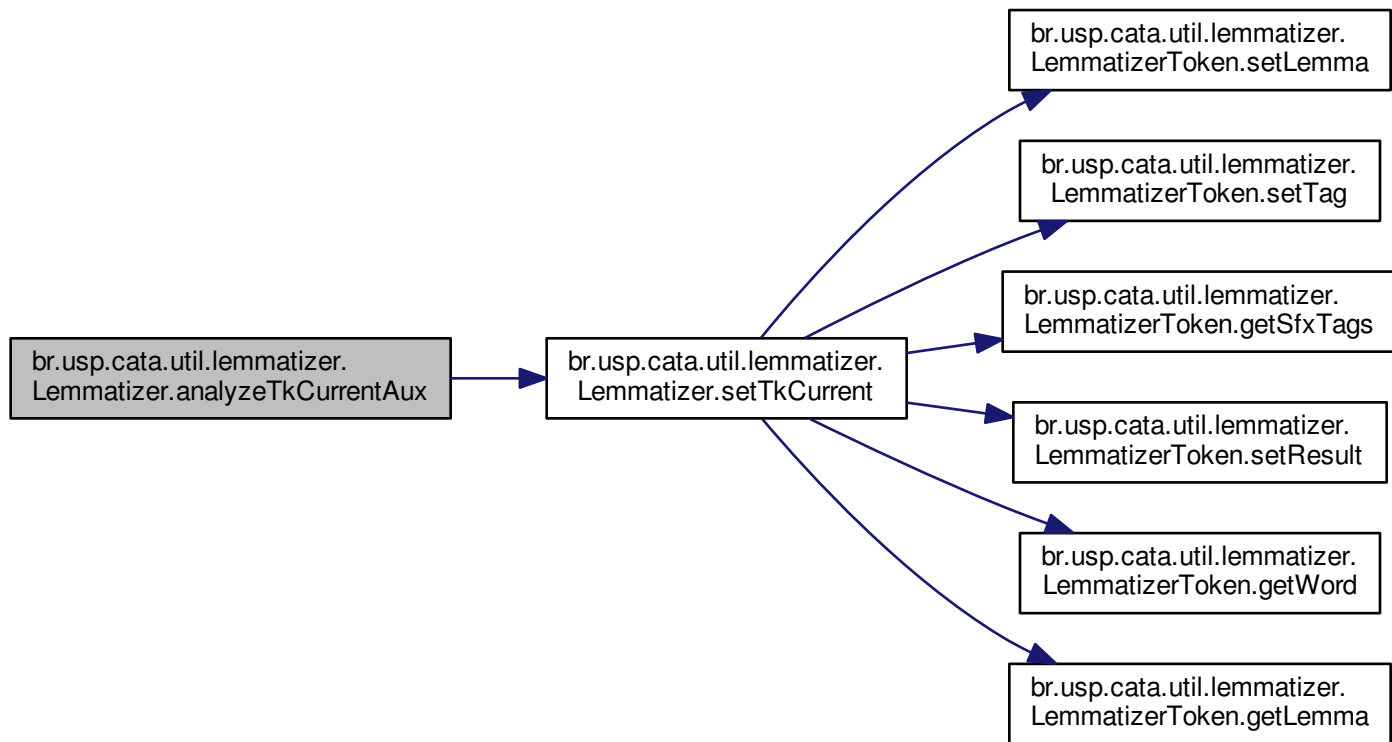 br.usp.cata.util.lemmatizer.
LemmatizerToken.setLemma
br.usp.cata.util.lemmatizer.
LemmatizerToken.setTag
br.usp.cata.util.lemmatizer.
LemmatizerToken.getSfxTags
br.usp.cata.util.lemmatizer.
Lemmatizer.analyzeTkCurrentAux
br.usp.cata.util.lemmatizer.
Lemmatizer.setTkCurrent
br.usp.cata.util.lemmatizer.
LemmatizerToken.setResult
br.usp.cata.util.lemmatizer.
LemmatizerToken.getWord
br.usp.cata.util.lemmatizer.
LemmatizerToken.getLemma